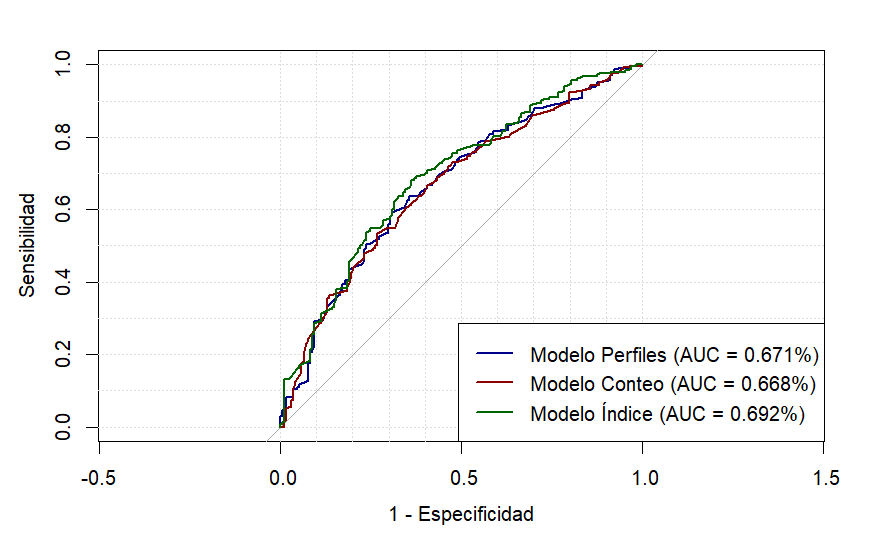 Sensibilidad
1.0
0.8
0.6
0.4
0.2
0.0
Modelo Perfiles (AUC = 0.671%)
Modelo Conteo (AUC = 0.668%)
Modelo Índice (AUC = 0.692%)
-0.5 0.0 0.5 1.0 1.5
1 - Especificidad